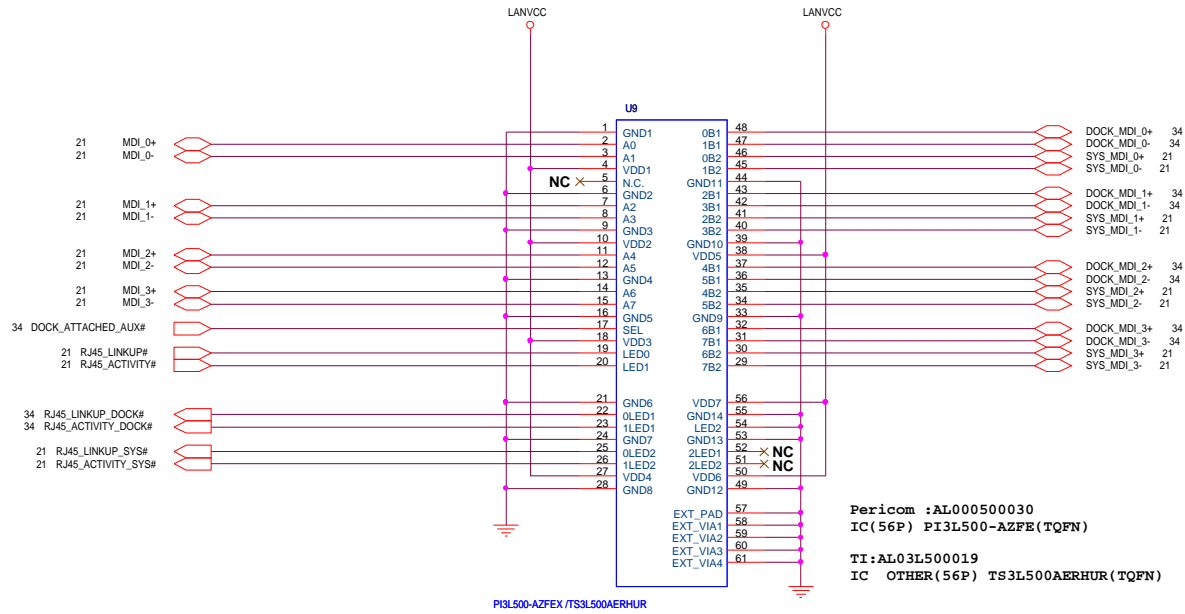 LANVCC LANVCC
U9
1 GND1 0B1 48 DOCK_MDI_0+ 34
21 MDI_0+ 2 A0 1B1 47 DOCK_MDI_0- 34
21 MDI_0- 3 A1 0B2 46 SYS_MDI_0+ 21
4 VDD1 1B2 45 SYS_MDI_0- 21
NC 5 N.C. GND11 44
6 GND2 2B1 43 DOCK_MDI_1+ 34
21 MDI_1+ 7 A2 3B1 42 DOCK_MDI_1- 34
21 MDI_1- 8 A3 2B2 41 SYS_MDI_1+ 21
9 GND3 3B2 40 SYS_MDI_1- 21
10 VDD2 GND10 39
21 MDI_2+ 11 A4 VDD5 38
21 MDI_2- 12 A5 4B1 37 DOCK_MDI_2+ 34
13 GND4 5B1 36 DOCK_MDI_2- 34
21 MDI_3+ 14 A6 4B2 35 SYS_MDI_2+ 21
21 MDI_3- 15 A7 5B2 34 SYS_MDI_2- 21
16 GND5 GND9 33
34 DOCK_ATTACHED_AUX# 17 SEL 6B1 32 DOCK_MDI_3+ 34
18 VDD3 7B1 31 DOCK_MDI_3- 34
21 RJ45_LINKUP# 19 LED0 6B2 30 SYS_MDI_3+ 21
21 RJ45_ACTIVITY# 20 LED1 7B2 29 SYS_MDI_3- 21
21 GND6 VDD7 56
34 RJ45_LINKUP_DOCK# 22 0LED1 GND14 55
34 RJ45_ACTIVITY_DOCK# 23 1LED1 LED2 54
24 GND7 GND13 53
21 RJ45_LINKUP_SYS# 25 0LED2 2LED1 52 NC
21 RJ45_ACTIVITY_SYS# 26 1LED2 2LED2 51 NC
27 VDD4 VDD6 50
28 GND8 GND12 49
EXT_PAD 57
EXT_VIA1 58
EXT_VIA2 59
EXT_VIA3 60
EXT_VIA4 61
Pericom :AL000500030
IC(56P) PI3L500-AZFE(TQFN)
TI:AL03L500019
IC OTHER(56P) TS3L500AERHUR(TQFN)
PI3L500-AZFEX /TS3L500AERHUR